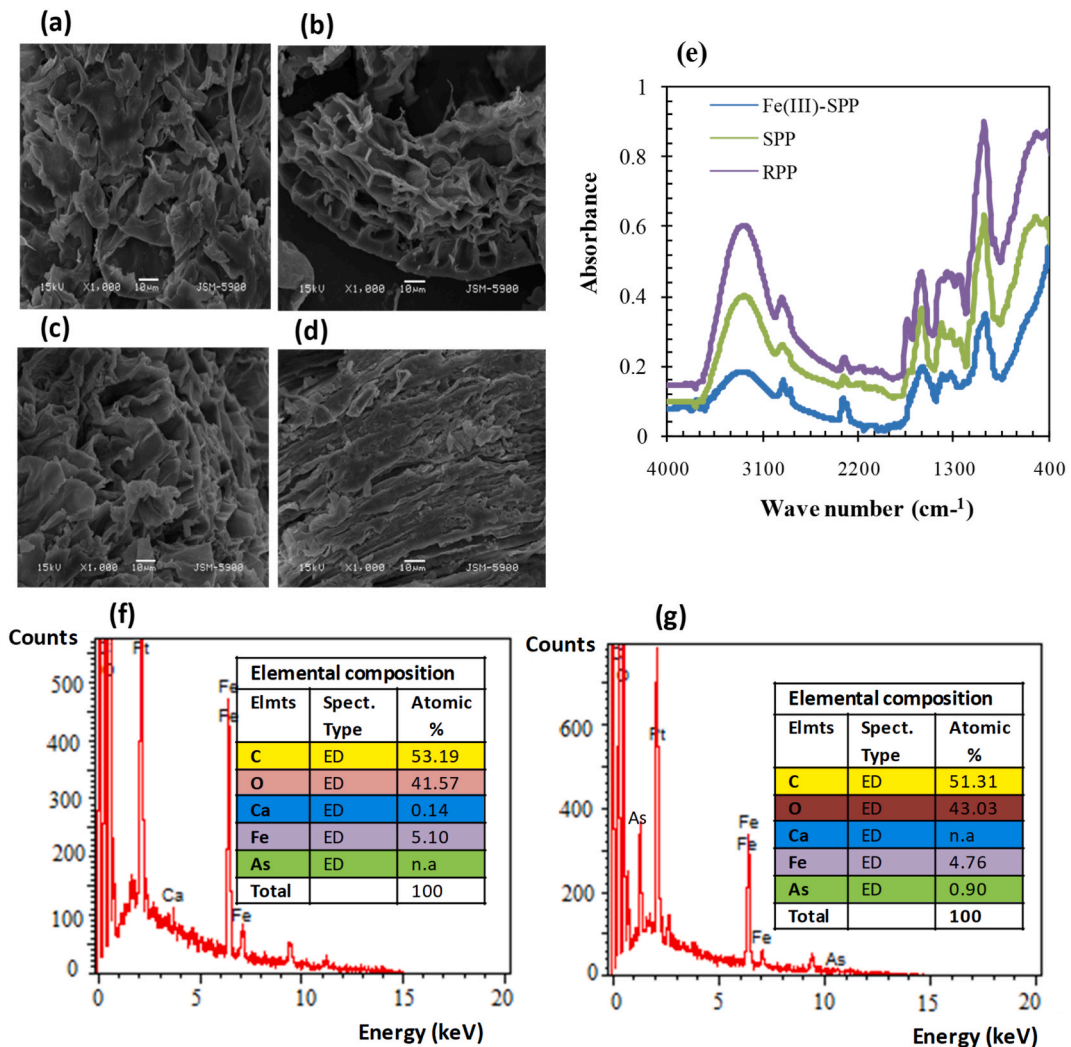 (a)
(b)
15kV X1,000 10μm JSM-5900
15kV X1,000 10μm JSM-5900
(c)
(d)
15kV X1,000 10μm JSM-5900
15kV X1,000 10μm JSM-5900
(e)
Absorbance
1
0.8
0.6
0.4
0.2
0
Fe(III)-SPP
SPP
RPP
4000 3100 2200 1300 400
Wave number (cm-¹)
(f)
Counts
500
400
300
200
100
0
O
Pt
Ca
Fe
Fe
Fe
Elemental composition
Elmts Spect. Type Atomic %
C ED 53.19
O ED 41.57
Ca ED 0.14
Fe ED 5.10
As ED n.a
Total 100
0 5 10 15 20
Energy (keV)
(g)
Counts
600
400
200
0
O
As
Pt
Fe
Fe
Fe
As
Elemental composition
Elmts Spect. Type Atomic %
C ED 51.31
O ED 43.03
Ca ED n.a
Fe ED 4.76
As ED 0.90
Total 100
0 5 10 15 20
Energy (keV)